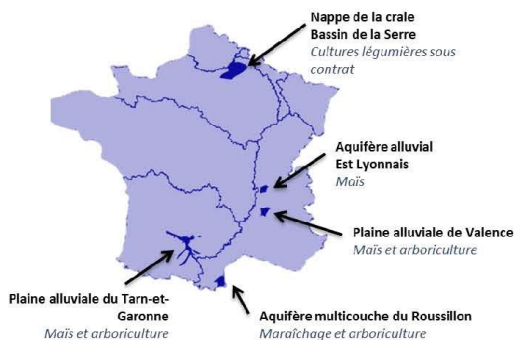 Nappe de la crale
Bassin de la Serre
Cultures légumières sous
contrat
Aquifère alluvial
Est Lyonnais
Maïs
Plaine alluviale de Valence
Maïs et arboriculture
Plaine alluviale du Tarn-et-
Garonne
Maïs et arboriculture
Aquifère multicouche du Roussillon
Maraîchage et arboriculture